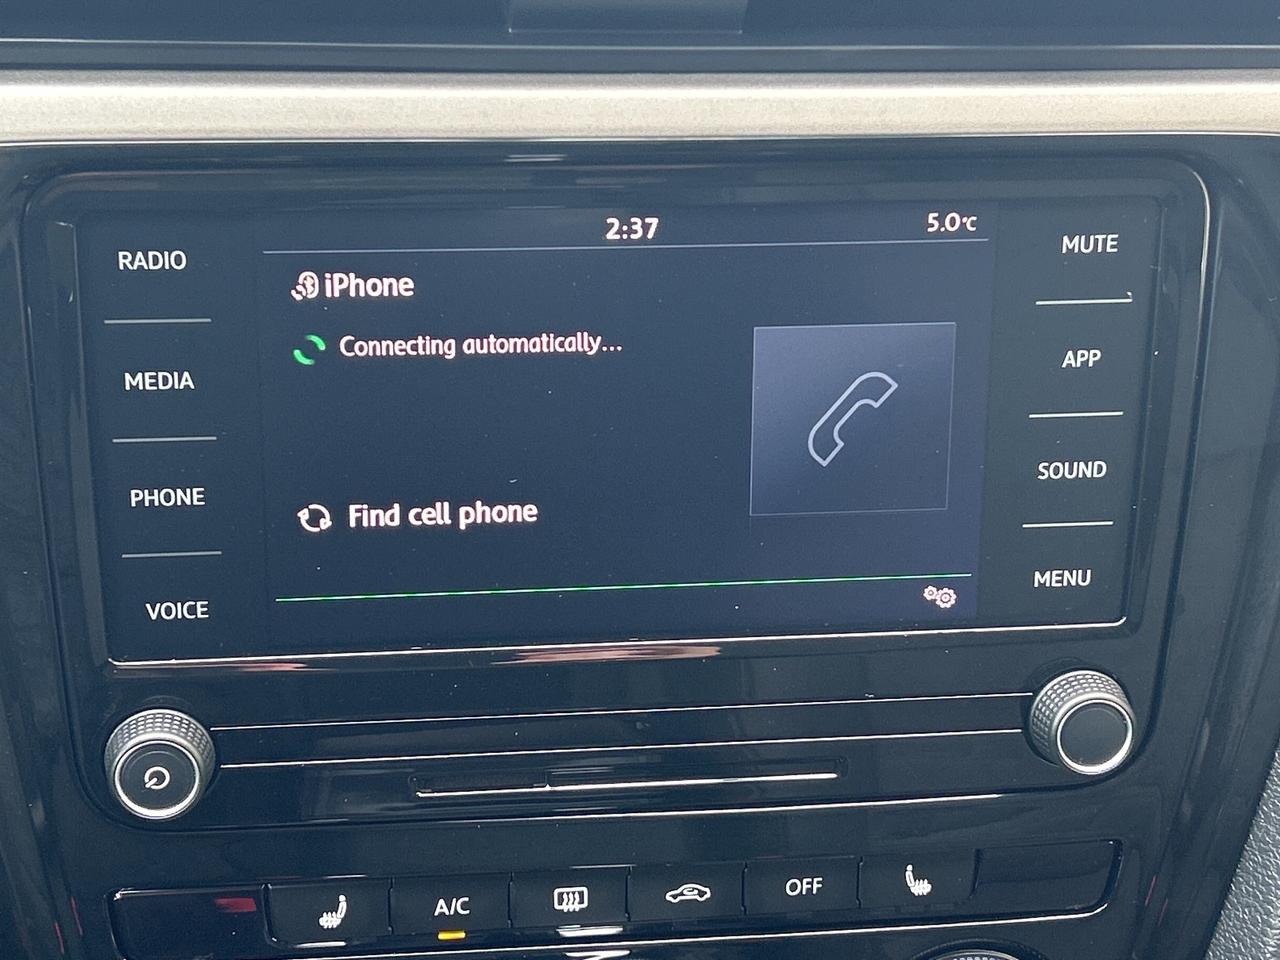 2:37
5.0°C
RADIO
MEDIA
PHONE
VOICE
iPhone
Connecting automatically...
Find cell phone
MUTE
APP
SOUND
MENU
A/C
OFF